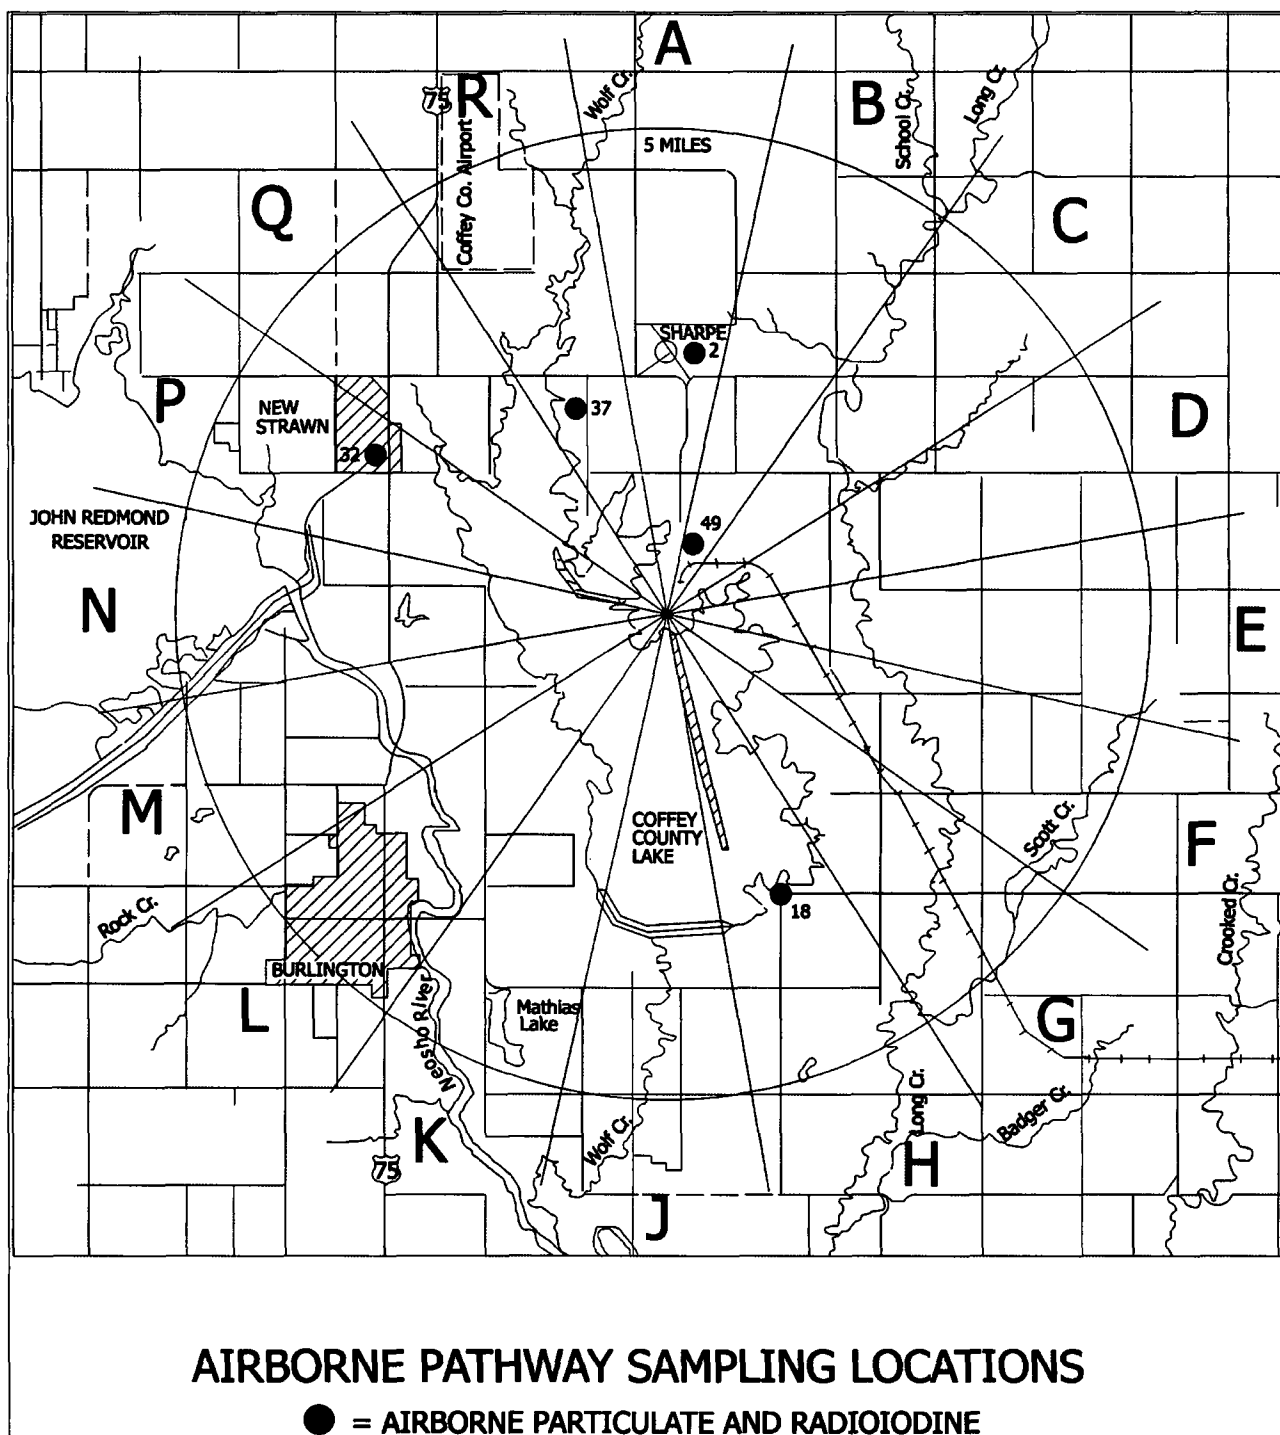 A
R
75
B
Wolf Cr.
School Cr.
Long Cr.
Coffey Co. Airport
5 MILES
Q
C
SHARPE
2
P
NEW
STRAWN
37
D
32
JOHN REDMOND
RESERVOIR
49
N
E
M
COFFEY
COUNTY
LAKE
Scott Cr.
F
Rock Cr.
18
Crooked Cr.
BURLINGTON
L
Neosho River
Mathias
Lake
G
Long Cr.
Badger Cr.
K
Wolf Cr.
75
H
J
AIRBORNE PATHWAY SAMPLING LOCATIONS
= AIRBORNE PARTICULATE AND RADIOIODINE